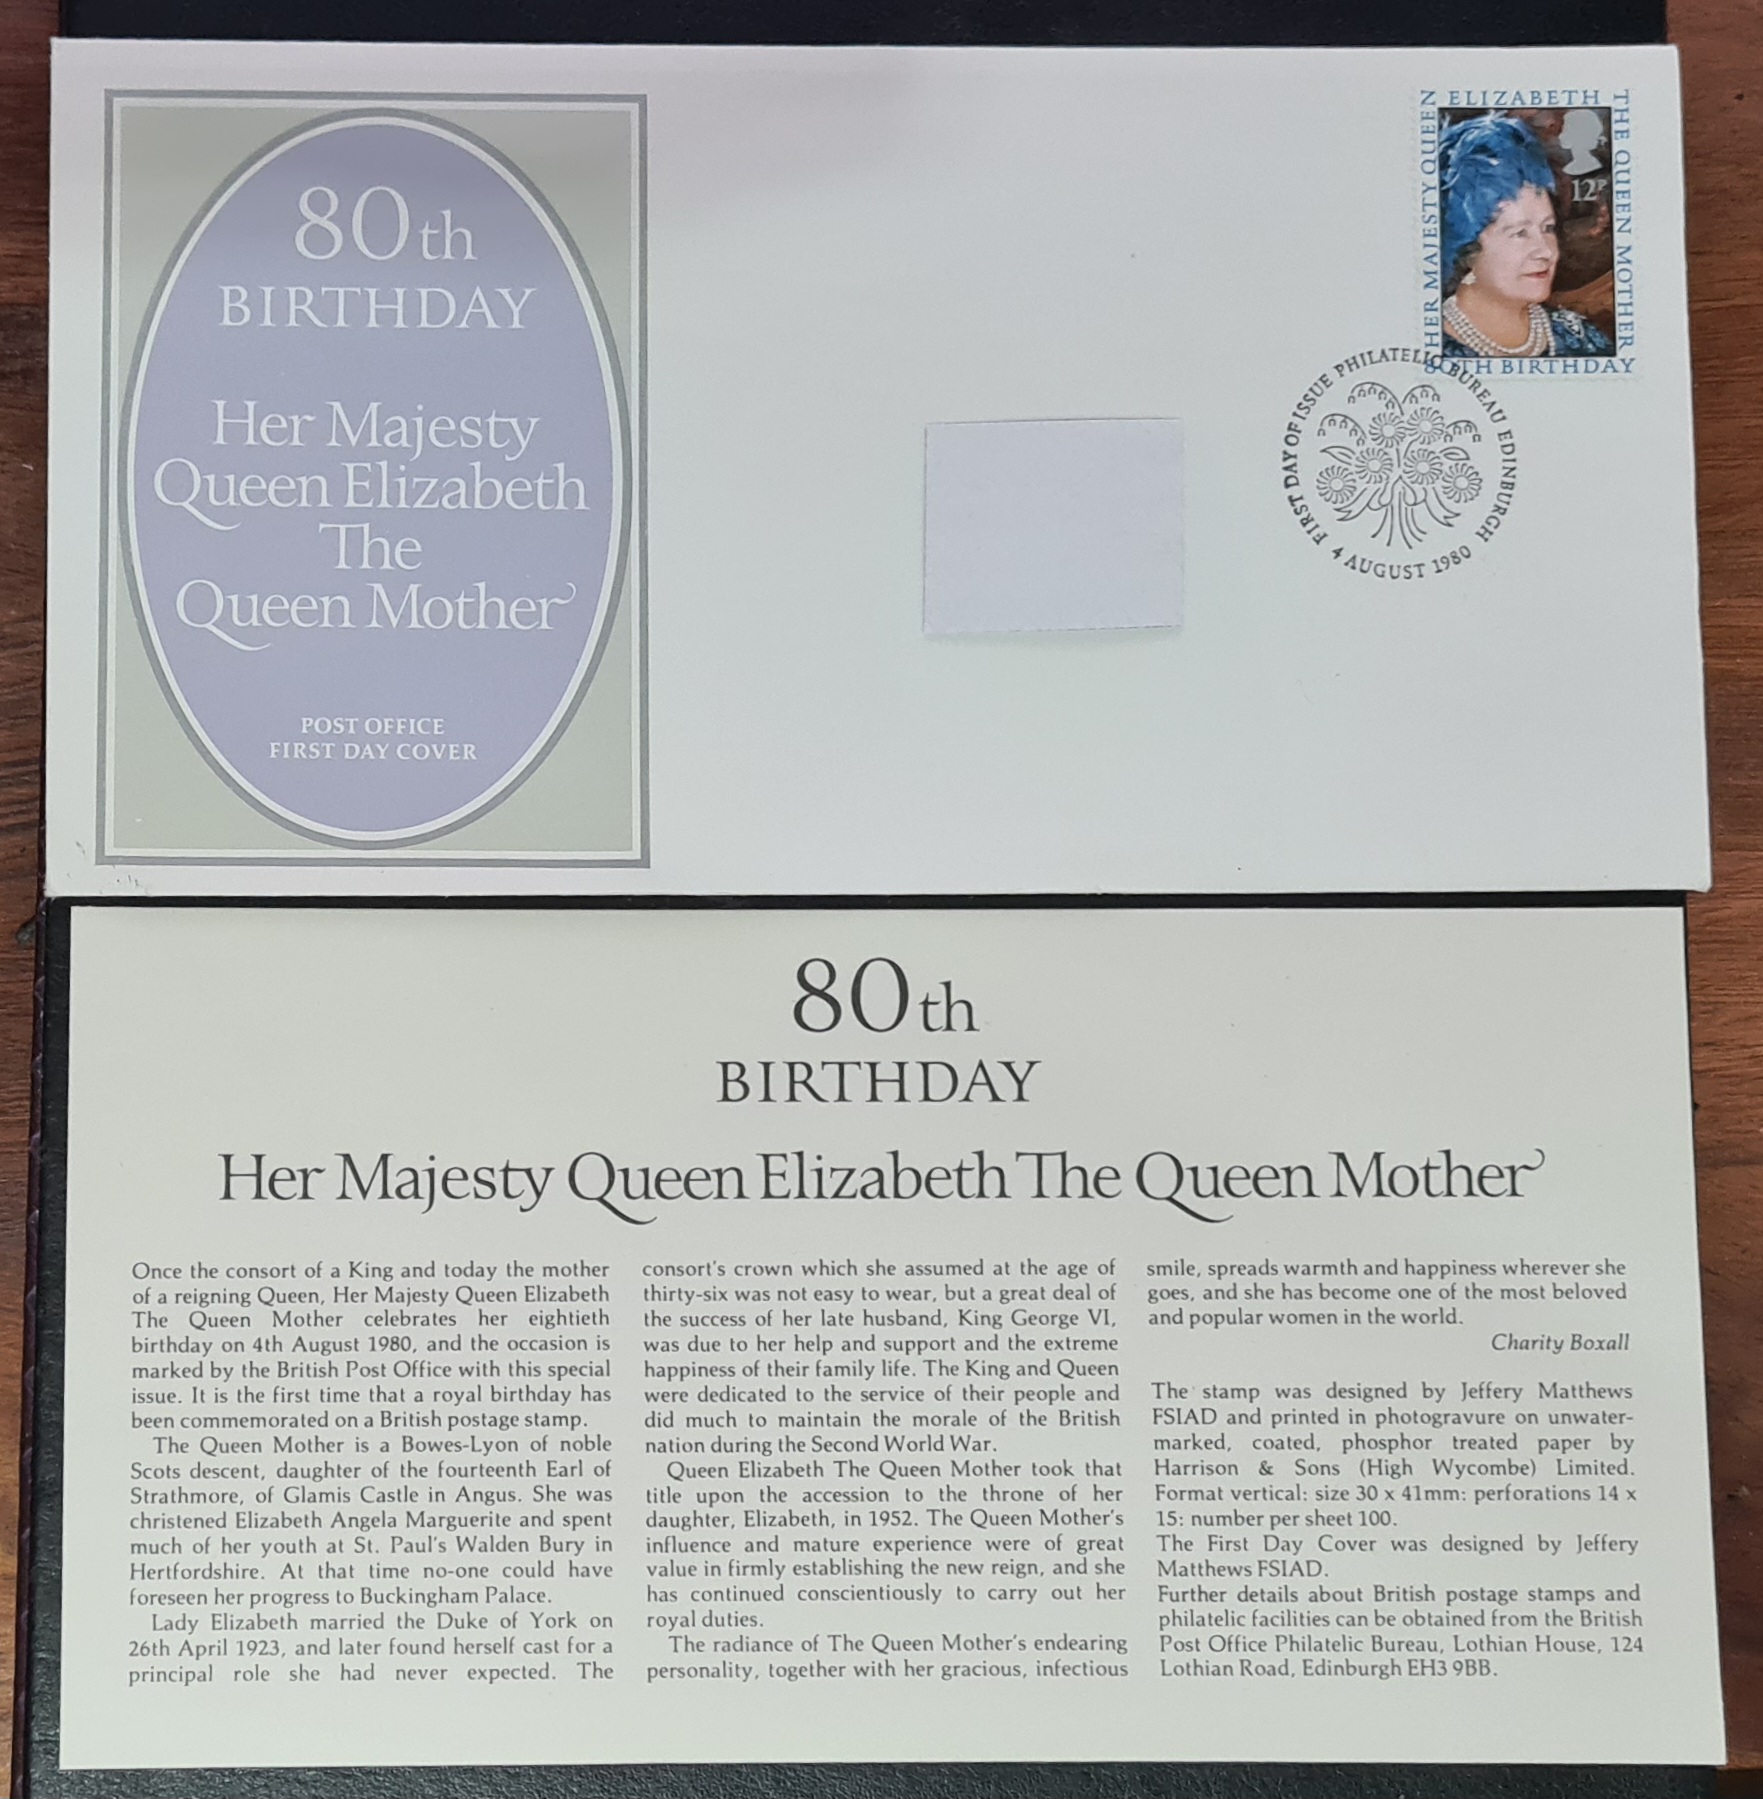 80th
BIRTHDAY
Her Majesty
Queen Elizabeth
The
Queen Mother
POST OFFICE
FIRST DAY COVER
HER MAJESTY QUEEN
ELIZABETH
THE QUEEN MOTHER
80TH BIRTHDAY
12P
FIRST DAY OF ISSUE PHILATELIC BUREAU EDINBURGH
4 AUGUST 1980
80th
BIRTHDAY
Her Majesty Queen Elizabeth The Queen Mother
Once the consort of a King and today the mother
of a reigning Queen, Her Majesty Queen Elizabeth
The Queen Mother celebrates her eightieth
birthday on 4th August 1980, and the occasion is
marked by the British Post Office with this special
issue. It is the first time that a royal birthday has
been commemorated on a British postage stamp.
The Queen Mother is a Bowes-Lyon of noble
Scots descent, daughter of the fourteenth Earl of
Strathmore, of Glamis Castle in Angus. She was
christened Elizabeth Angela Marguerite and spent
much of her youth at St. Paul's Walden Bury in
Hertfordshire. At that time no-one could have
foreseen her progress to Buckingham Palace.
Lady Elizabeth married the Duke of York on
26th April 1923, and later found herself cast for a
principal role she had never expected. The
consort's crown which she assumed at the age of
thirty-six was not easy to wear, but a great deal of
the success of her late husband, King George VI,
was due to her help and support and the extreme
happiness of their family life. The King and Queen
were dedicated to the service of their people and
did much to maintain the morale of the British
nation during the Second World War.
Queen Elizabeth The Queen Mother took that
title upon the accession to the throne of her
daughter, Elizabeth, in 1952. The Queen Mother's
influence and mature experience were of great
value in firmly establishing the new reign, and she
has continued conscientiously to carry out her
royal duties.
The radiance of The Queen Mother's endearing
personality, together with her gracious, infectious
smile, spreads warmth and happiness wherever she
goes, and she has become one of the most beloved
and popular women in the world.
Charity Boxall
The stamp was designed by Jeffery Matthews
FSIAD and printed in photogravure on unwater-
marked, coated, phosphor treated paper by
Harrison & Sons (High Wycombe) Limited.
Format vertical: size 30 x 41mm: perforations 14 x
15: number per sheet 100.
The First Day Cover was designed by Jeffery
Matthews FSIAD.
Further details about British postage stamps and
philatelic facilities can be obtained from the British
Post Office Philatelic Bureau, Lothian House, 124
Lothian Road, Edinburgh EH3 9BB.